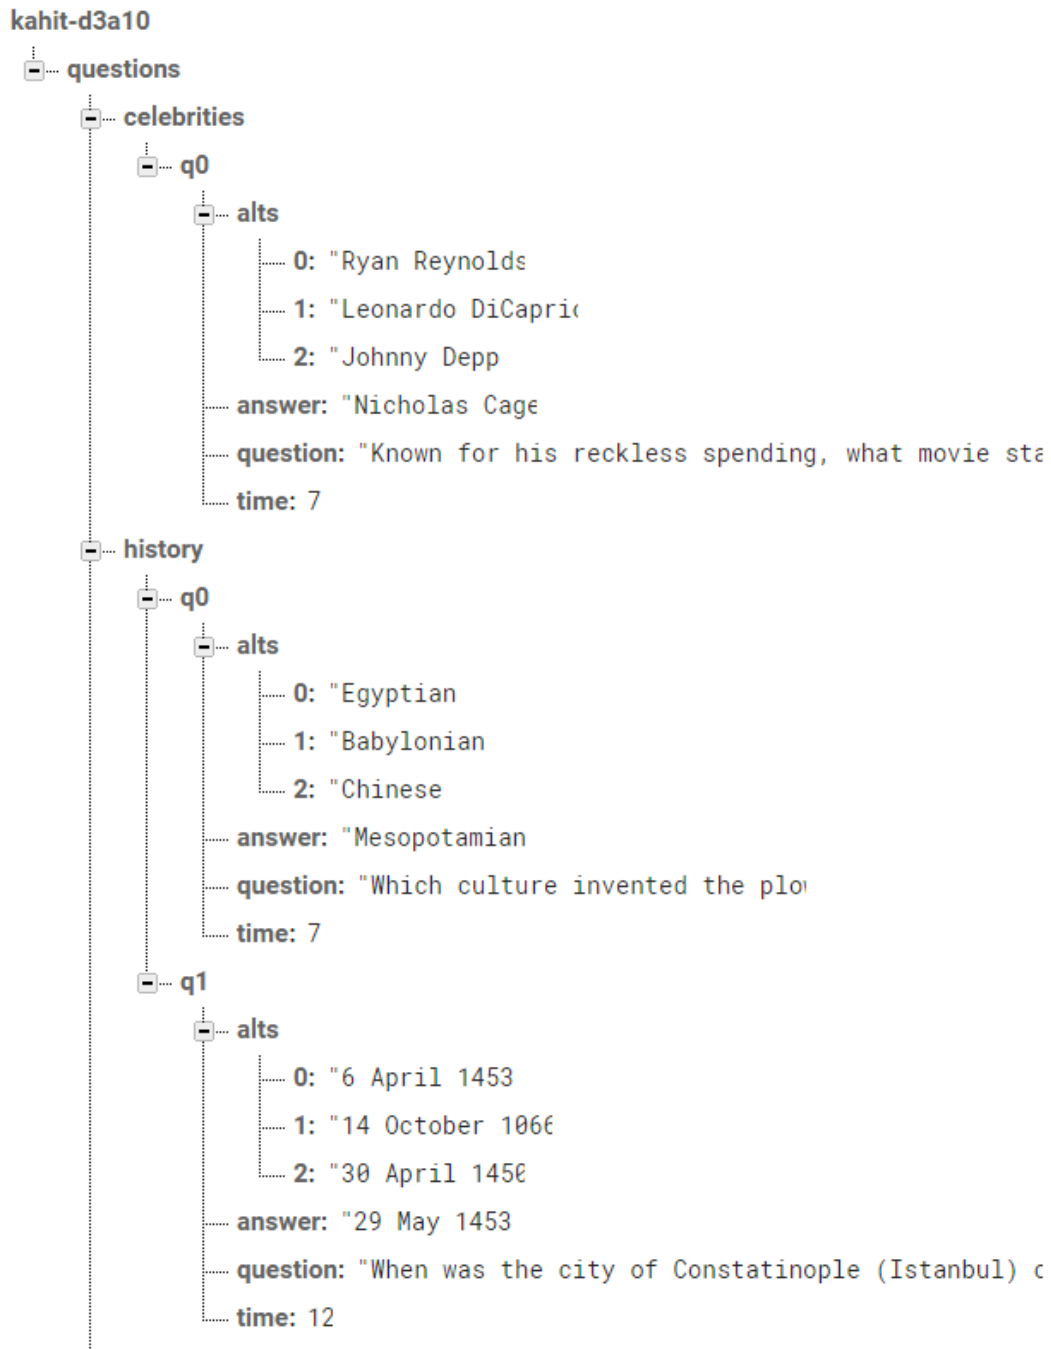 kahit-d3a10
questions
celebrities
q0
alts
0: "Ryan Reynolds
1: "Leonardo DiCapric
2: "Johnny Depp
answer: "Nicholas Cage
question: "Known for his reckless spending, what movie sta
time: 7
history
q0
alts
0: "Egyptian
1: "Babylonian
2: "Chinese
answer: "Mesopotamian
question: "Which culture invented the plo
time: 7
q1
alts
0: "6 April 1453
1: "14 October 1066
2: "30 April 1450
answer: "29 May 1453
question: "When was the city of Constatinople (Istanbul) c
time: 12